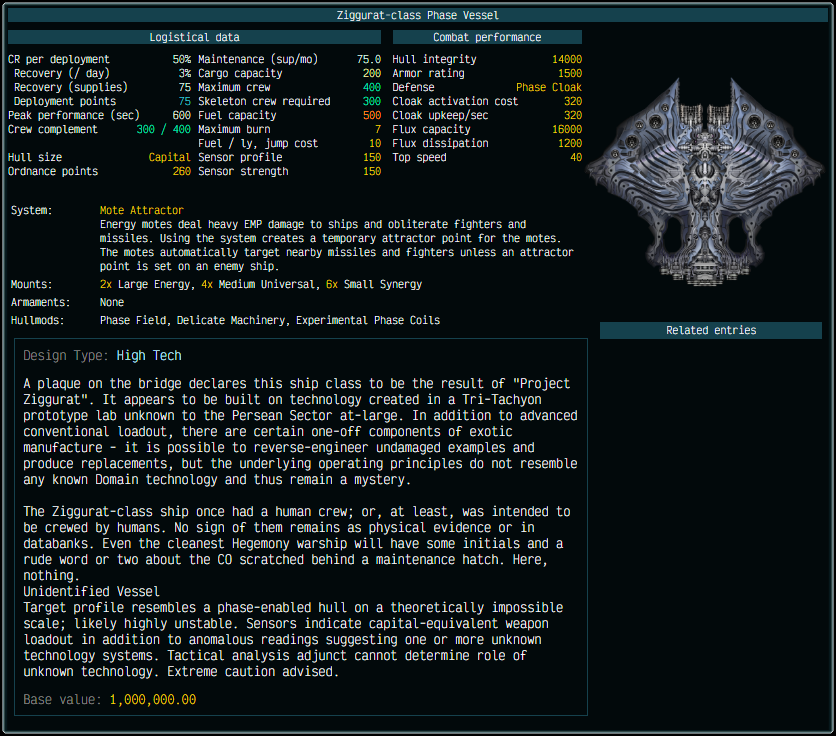 Ziggurat-class Phase Vessel
Logistical data
CR per deployment 50% Maintenance (sup/mo) 75.0
Recovery (/ day) 3% Cargo capacity 200
Recovery (supplies) 75 Maximum crew 400
Deployment points 75 Skeleton crew required 300
Peak performance (sec) 600 Fuel capacity 500
Crew complement 300 / 400 Maximum burn 7
Fuel / ly, jump cost 10
Hull size Capital Sensor profile 150
Ordnance points 260 Sensor strength 150
Combat performance
Hull integrity 14000
Armor rating 1500
Defense Phase Cloak
Cloak activation cost 320
Cloak upkeep/sec 320
Flux capacity 16000
Flux dissipation 1200
Top speed 40
System: Mote Attractor
Energy motes deal heavy EMP damage to ships and obliterate fighters and
missiles. Using the system creates a temporary attractor point for the motes.
The motes automatically target nearby missiles and fighters unless an attractor
point is set on an enemy ship.
Mounts: 2x Large Energy, 4x Medium Universal, 6x Small Synergy
Armaments: None
Hullmods: Phase Field, Delicate Machinery, Experimental Phase Coils
Related entries
Design Type: High Tech
A plaque on the bridge declares this ship class to be the result of "Project
Ziggurat". It appears to be built on technology created in a Tri-Tachyon
prototype lab unknown to the Persean Sector at-large. In addition to advanced
conventional loadout, there are certain one-off components of exotic
manufacture - it is possible to reverse-engineer undamaged examples and
produce replacements, but the underlying operating principles do not resemble
any known Domain technology and thus remain a mystery.
The Ziggurat-class ship once had a human crew; or, at least, was intended to
be crewed by humans. No sign of them remains as physical evidence or in
databanks. Even the cleanest Hegemony warship will have some initials and a
rude word or two about the CO scratched behind a maintenance hatch. Here,
nothing.
Unidentified Vessel
Target profile resembles a phase-enabled hull on a theoretically impossible
scale; likely highly unstable. Sensors indicate capital-equivalent weapon
loadout in addition to anomalous readings suggesting one or more unknown
technology systems. Tactical analysis adjunct cannot determine role of
unknown technology. Extreme caution advised.
Base value: 1,000,000.00